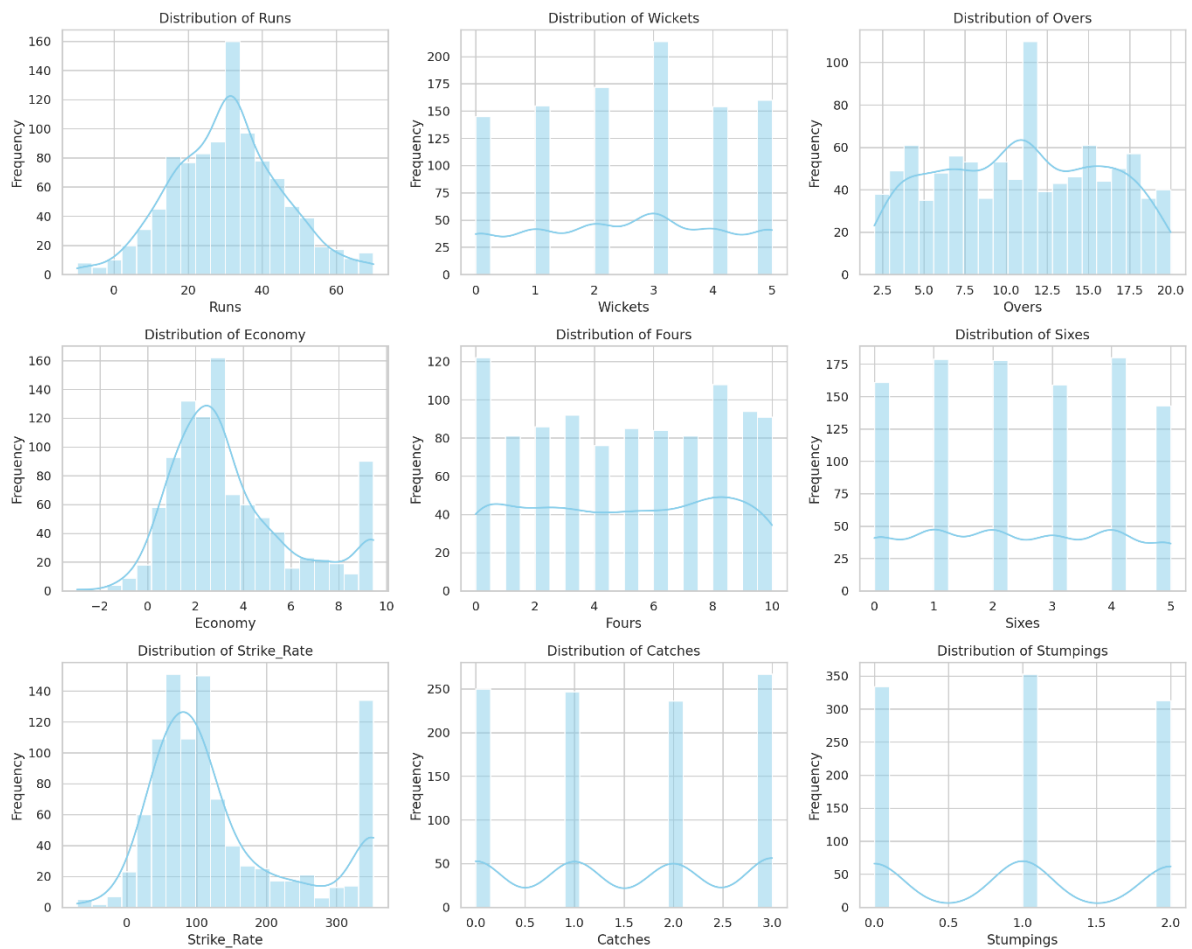 Distribution of Runs
Frequency
160
140
120
100
80
60
40
20
0
0 20 40 60
Runs
Distribution of Wickets
Frequency
200
175
150
125
100
75
50
25
0
0 1 2 3 4 5
Wickets
Distribution of Overs
Frequency
100
80
60
40
20
0
2.5 5.0 7.5 10.0 12.5 15.0 17.5 20.0
Overs
Distribution of Economy
Frequency
160
140
120
100
80
60
40
20
0
−2 0 2 4 6 8 10
Economy
Distribution of Fours
Frequency
120
100
80
60
40
20
0
0 2 4 6 8 10
Fours
Distribution of Sixes
Frequency
175
150
125
100
75
50
25
0
0 1 2 3 4 5
Sixes
Distribution of Strike_Rate
Frequency
140
120
100
80
60
40
20
0
0 100 200 300
Strike_Rate
Distribution of Catches
Frequency
250
200
150
100
50
0
0.0 0.5 1.0 1.5 2.0 2.5 3.0
Catches
Distribution of Stumpings
Frequency
350
300
250
200
150
100
50
0
0.0 0.5 1.0 1.5 2.0
Stumpings